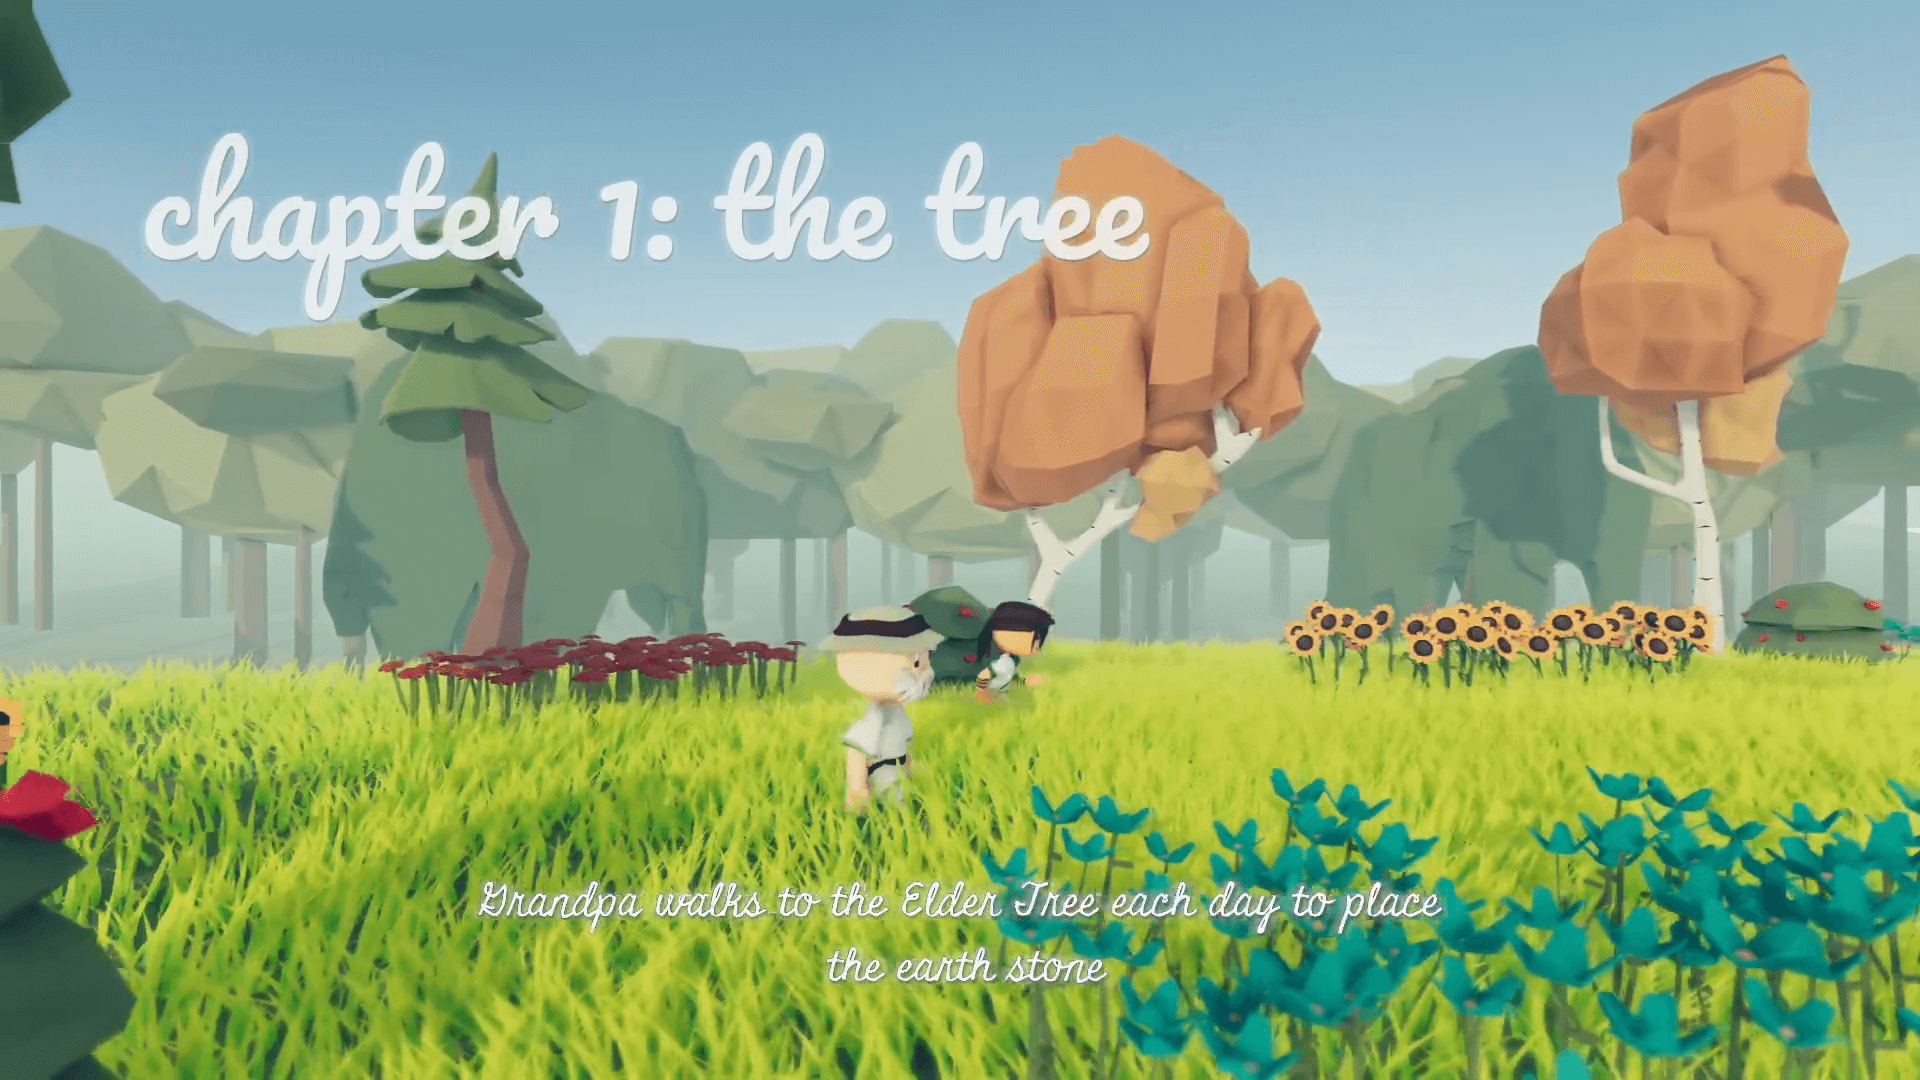 chapter 1: the tree
Grandpa walks to the Elder Tree each day to place
the earth stone